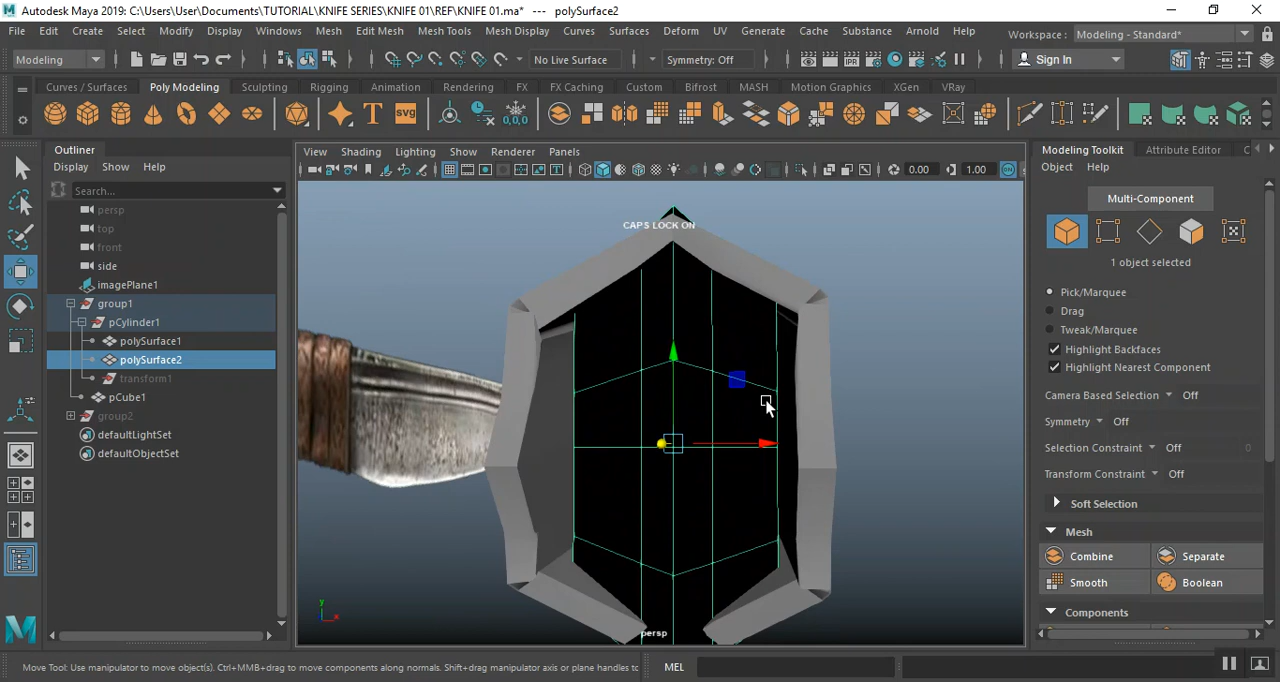 Autodesk Maya 2019: C:\Users\User\Documents\TUTORIAL\KNIFE SERIES\KNIFE 01\REF\KNIFE 01.ma* --- polySurface2
File Edit Create Select Modify Display Windows Mesh Edit Mesh Mesh Tools Mesh Display Curves Surfaces Deform UV Generate Cache Substance Arnold Help Workspace : Modeling - Standard*
Modeling No Live Surface Symmetry: Off Sign In
Curves / Surfaces Poly Modeling Sculpting Rigging Animation Rendering FX FX Caching Custom Bifrost MASH Motion Graphics XGen VRay
SVG 0,0,0
Outliner
Display Show Help
Search...
persp
top
front
side
imagePlane1
group1
pCylinder1
polySurface1
polySurface2
transform1
pCube1
group2
defaultLightSet
defaultObjectSet
View Shading Lighting Show Renderer Panels
0.00 1.00
CAPS LOCK ON
y
x
persp
Modeling Toolkit Attribute Editor C
Object Help
Multi-Component
1 object selected
Pick/Marquee
Drag
Tweak/Marquee
Highlight Backfaces
Highlight Nearest Component
Camera Based Selection Off
Symmetry Off
Selection Constraint Off 0
Transform Constraint Off
Soft Selection
Mesh
Combine Separate
Smooth Boolean
Components
Move Tool: Use manipulator to move object(s). Ctrl+MMB+drag to move components along normals. Shift+drag manipulator axis or plane handles to MEL